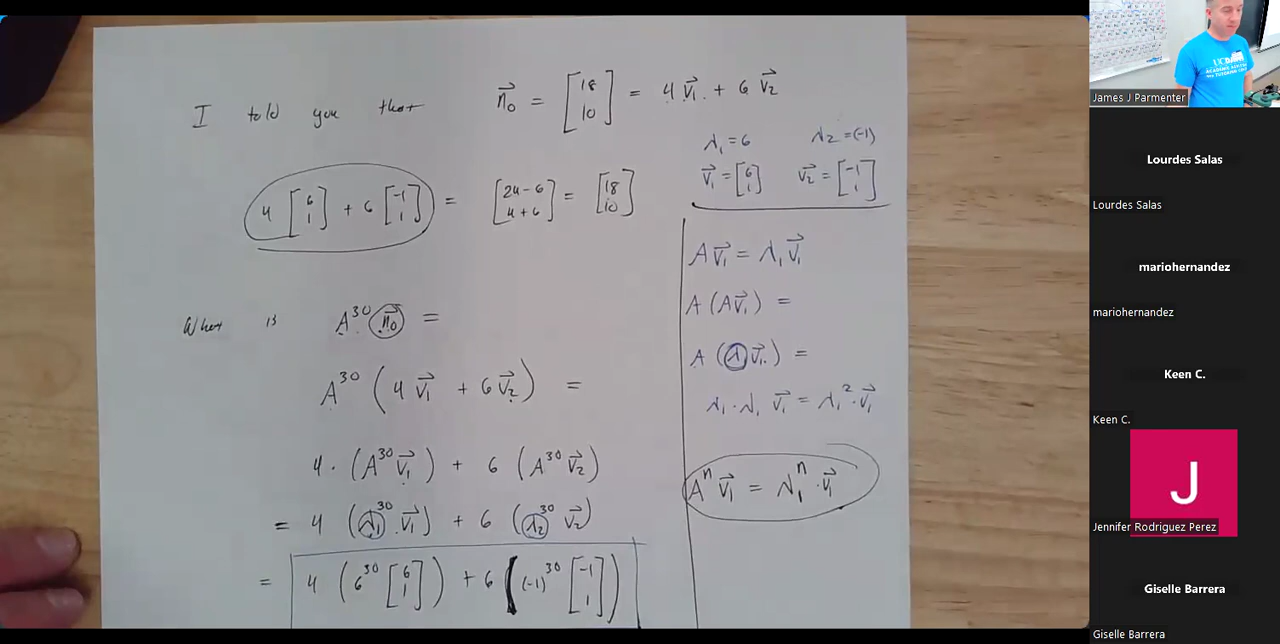 I told you that n⃗₀ = [18 10] = 4 v⃗₁ + 6 v⃗₂
λ₁ = 6 λ₂ = (-1)
v⃗₁ = [6 1] v⃗₂ = [-1 1]
4 [6 1] + 6 [-1 1] = [24-6 4+6] = [18 10]
What is A³⁰ n⃗₀ =
A³⁰ (4 v⃗₁ + 6 v⃗₂) =
4 · (A³⁰ v⃗₁) + 6 (A³⁰ v⃗₂)
= 4 (λ₁³⁰ · v⃗₁) + 6 (λ₂³⁰ v⃗₂)
= 4 (6³⁰ [6 1]) + 6 ((-1)³⁰ [-1 1])
A v⃗₁ = λ₁ v⃗₁
A (A v⃗₁) =
A (λ v⃗₁) =
λ₁ · λ₁ v⃗₁ = λ₁² · v⃗₁
Aⁿ v⃗₁ = λ₁ⁿ · v⃗₁
James J Parmenter
Lourdes Salas
Lourdes Salas
mariohernandez
mariohernandez
Keen C.
Keen C.
J
Jennifer Rodriguez Perez
Giselle Barrera
Giselle Barrera